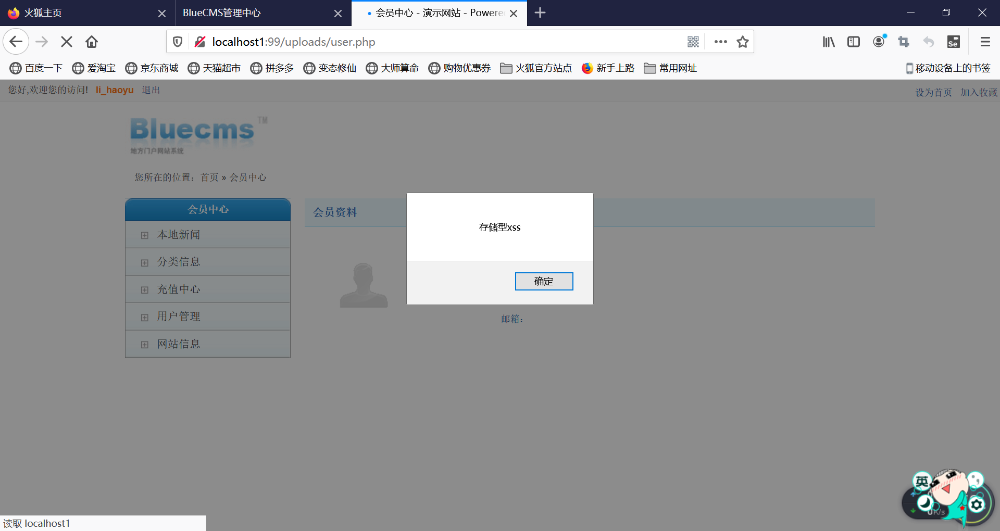 火狐主页
BlueCMS管理中心
会员中心 - 演示网站 - Powere
localhost1:99/uploads/user.php
Se
百度一下
爱淘宝
京东商城
天猫超市
拼多多
变态修仙
大师算命
购物优惠券
火狐官方站点
新手上路
常用网址
移动设备上的书签
您好,欢迎您的访问! li_haoyu 退出
设为首页 加入收藏
Bluecms TM
地方门户网站系统
您所在的位置：首页 » 会员中心
会员中心
本地新闻
分类信息
充值中心
用户管理
网站信息
会员资料
存储型xss
确定
邮箱：
英
读取 localhost1